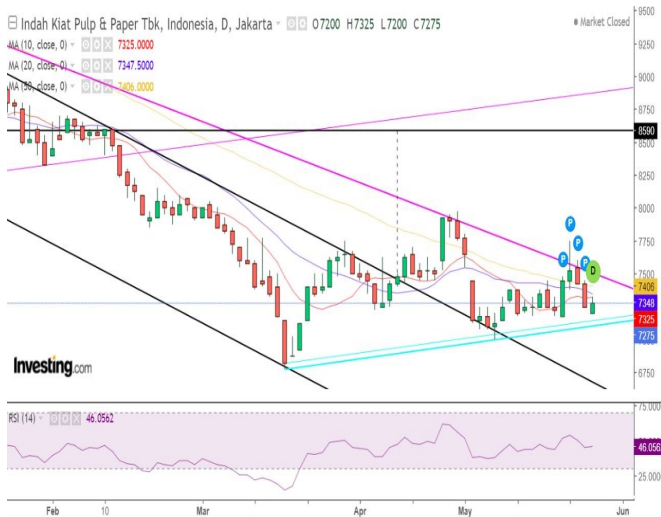 Indah Kiat Pulp & Paper Tbk, Indonesia, D, Jakarta O7200 H7325 L7200 C7275
Market Closed
MA (10, close, 0) 7325.0000
MA (20, close, 0) 7347.5000
MA (50, close, 0) 7406.0000
9500
9250
9000
8750
8590
8500
8250
8000
7750
7500
7406
7348
7325
7275
6750
P
P
P
P
D
Investing.com
RSI (14) 46.0562
75.0000
46.0562
25.0000
Feb 10 Mar Apr May Jun